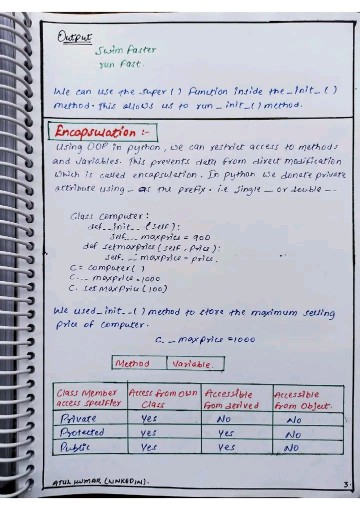 Output
Swim Faster
run Fast.
We can use the super() function inside the _init_()
method. This allows us to run _init_() method.
Encapsulation :-
Using OOP in python, we can restrict access to methods
and variables. This prevents data from direct modification
which is called encapsulation. In python we denote private
attribute using _ as the prefix. i.e single _ or double __.
Class computer:
def_init_ (self):
self.__maxprice = 900
def setmaxprice (self, price):
self.__maxprice = price.
C = computer()
C.__maxprice = 1000
C. set MaxPrice (100)
We used _init_() method to store the maximum selling
price of computer.
C.__maxprice = 1000
Method Variable.
Class Member access specifier Access from own Class Accessible from derived Accessible from Object.
Private Yes No No
Protected Yes Yes No
Public Yes Yes No
ATUL KUMAR (LINKEDIN).
3.